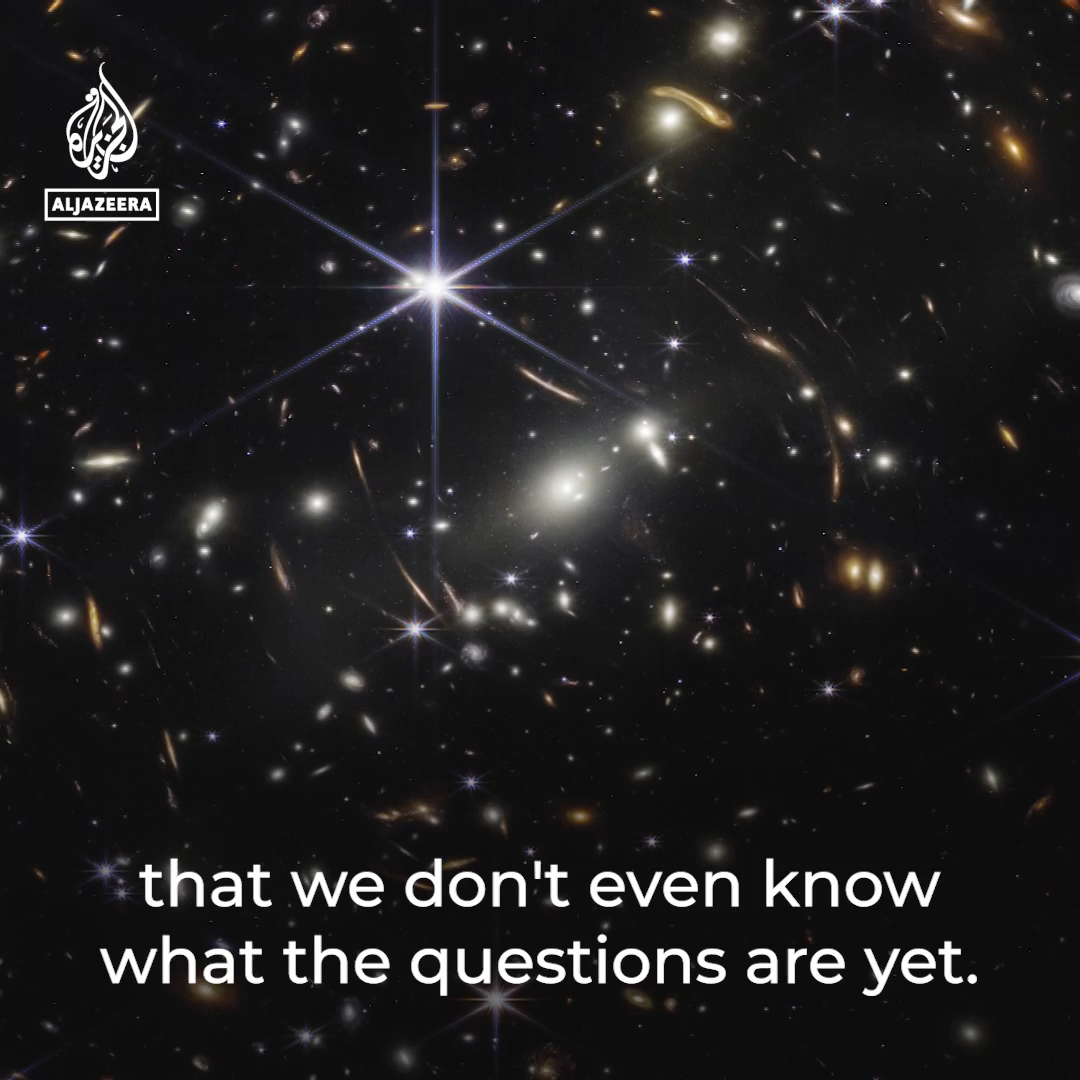 الجزيرة
ALJAZEERA
that we don't even know
what the questions are yet.